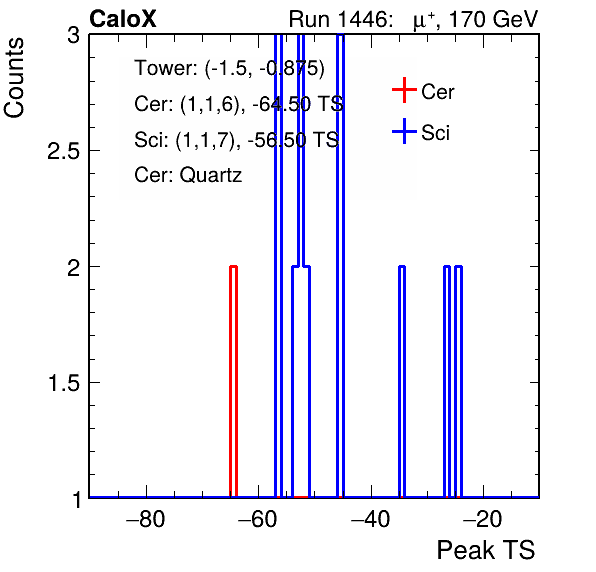 CaloX Run 1446: μ⁺, 170 GeV
Counts
3
2.5
2
1.5
1
Tower: (-1.5, -0.875)
Cer: (1,1,6), -64.50 TS
Sci: (1,1,7), -56.50 TS
Cer: Quartz
Cer
Sci
−80 −60 −40 −20
Peak TS